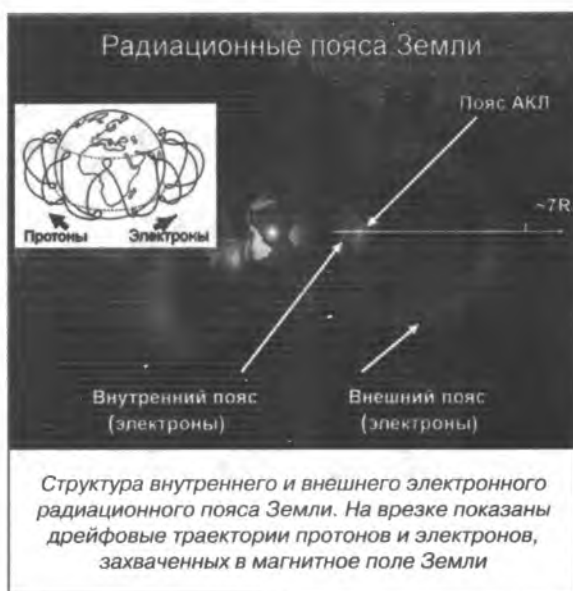 Радиационные пояса Земли
Пояс АКЛ
~7R
Протоны Электроны
Внутренний пояс
(электроны)
Внешний пояс
(электроны)
Структура внутреннего и внешнего электронного
радиационного пояса Земли. На врезке показаны
дрейфовые траектории протонов и электронов,
захваченных в магнитное поле Земли